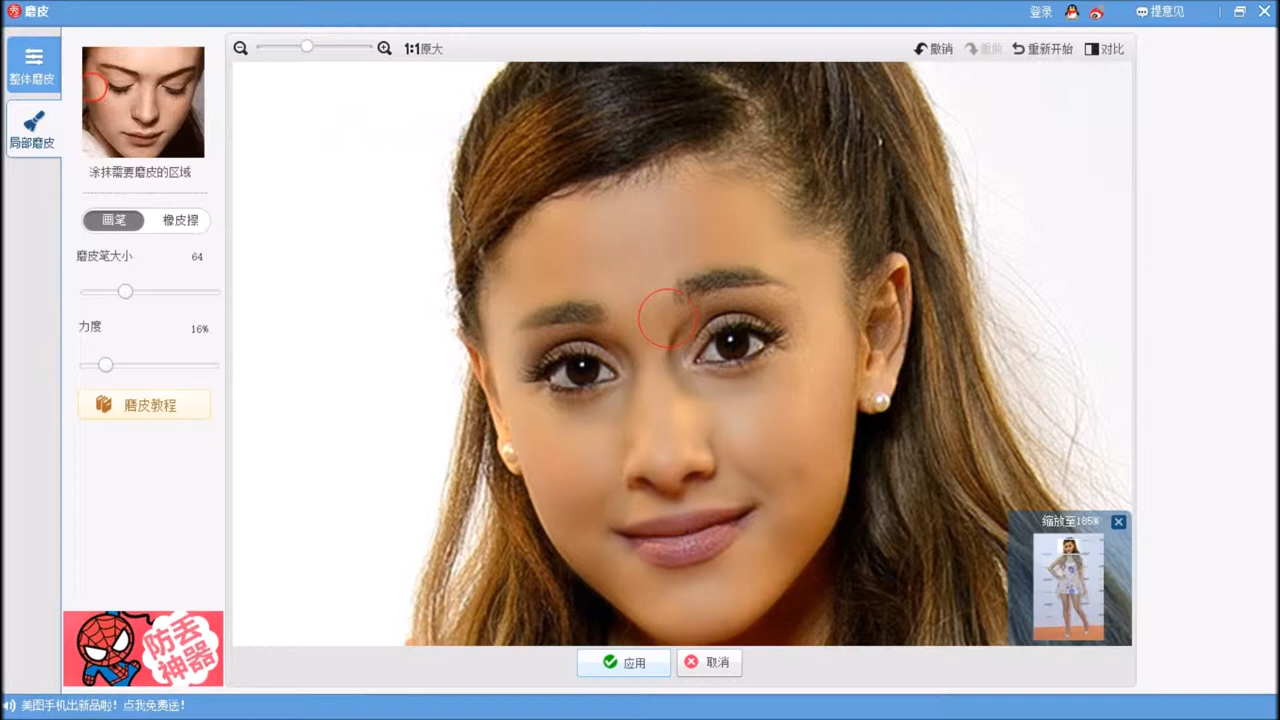 磨皮
登录
提意见
整体磨皮
局部磨皮
涂抹需要磨皮的区域
画笔
橡皮擦
磨皮笔大小
64
力度
16%
磨皮教程
防丢
神器
1:1原大
撤销
重做
重新开始
对比
缩放至185%
应用
取消
美图手机出新品啦！点我免费送！